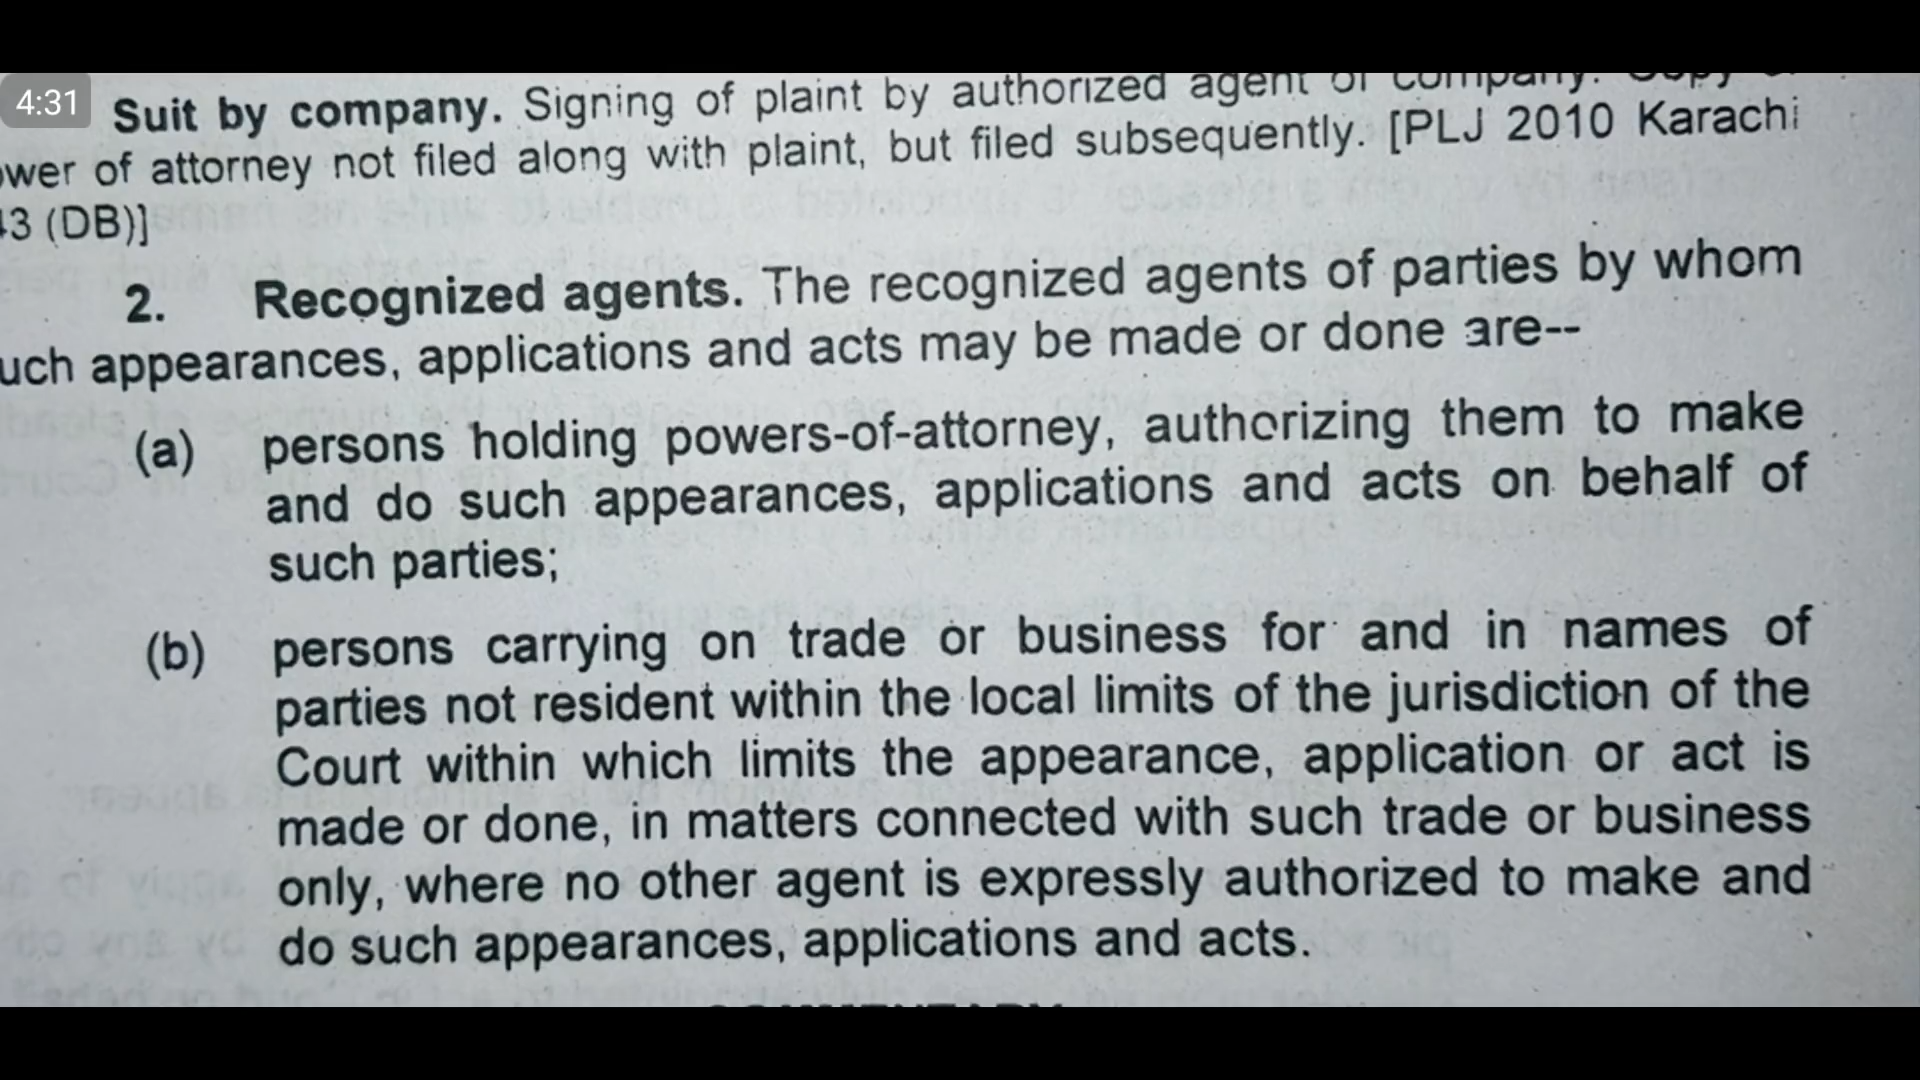 4:31
Suit by company. Signing of plaint by authorized agent of company. Copy
wer of attorney not filed along with plaint, but filed subsequently. [PLJ 2010 Karachi
3 (DB)]
2. Recognized agents. The recognized agents of parties by whom
uch appearances, applications and acts may be made or done are--
(a) persons holding powers-of-attorney, authorizing them to make
and do such appearances, applications and acts on behalf of
such parties;
(b) persons carrying on trade or business for and in names of
parties not resident within the local limits of the jurisdiction of the
Court within which limits the appearance, application or act is
made or done, in matters connected with such trade or business
only, where no other agent is expressly authorized to make and
do such appearances, applications and acts.